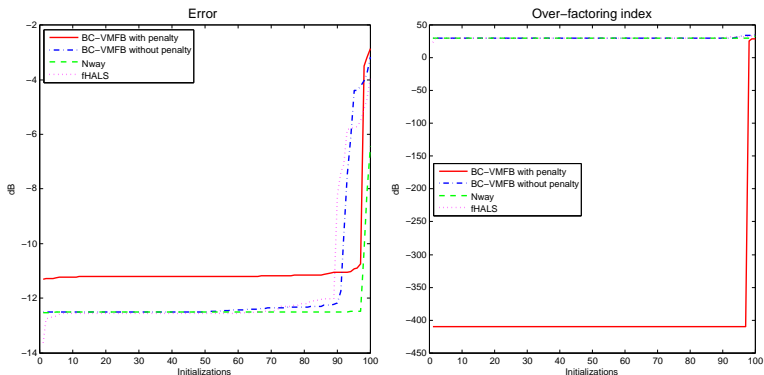 Error
BC−VMFB with penalty
BC−VMFB without penalty
Nway
fHALS
dB
−2
−4
−6
−8
−10
−12
−14
0 10 20 30 40 50 60 70 80 90 100
Initializations
Over−factoring index
50
0
−50
−100
−150
−200
−250
−300
−350
−400
−450
dB
BC−VMFB with penalty
BC−VMFB without penalty
Nway
fHALS
0 10 20 30 40 50 60 70 80 90 100
Initializations